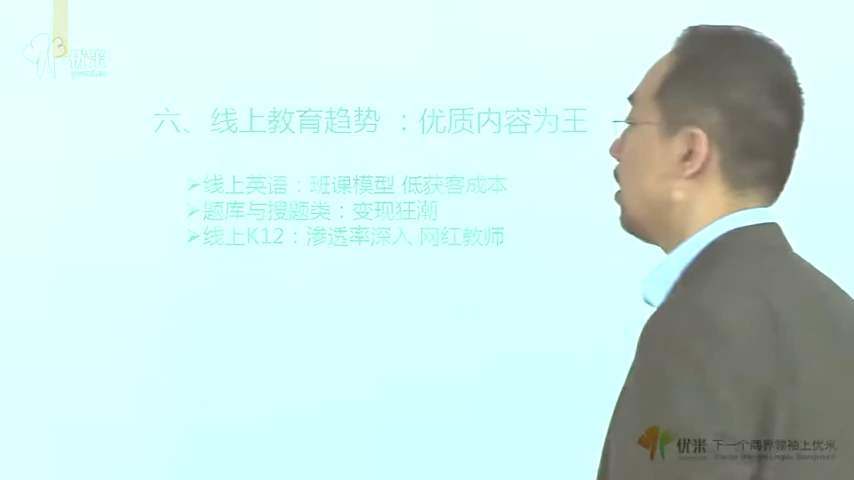 优米
六、线上教育趋势 ：优质内容为王
➢线上英语：班课模型 低获客成本
➢题库与搜题类：变现狂潮
➢线上K12：渗透率深入 网红教师
优米 下一个商界领袖上优米